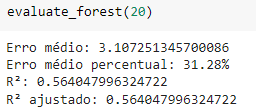 evaluate_forest(20)
Erro médio: 3.107251345700086
Erro médio percentual: 31.28%
R²: 0.564047996324722
R² ajustado: 0.564047996324722